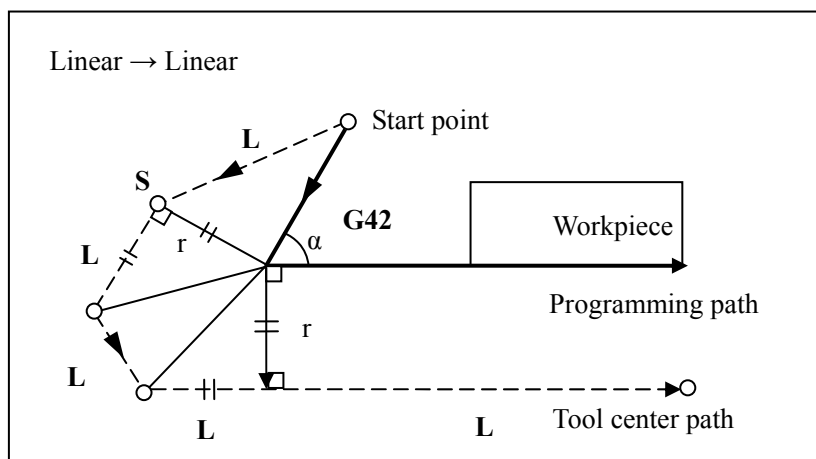 Linear → Linear
L
Start point
S
r
G42
α
Workpiece
L
Programming path
r
L
L
L
Tool center path